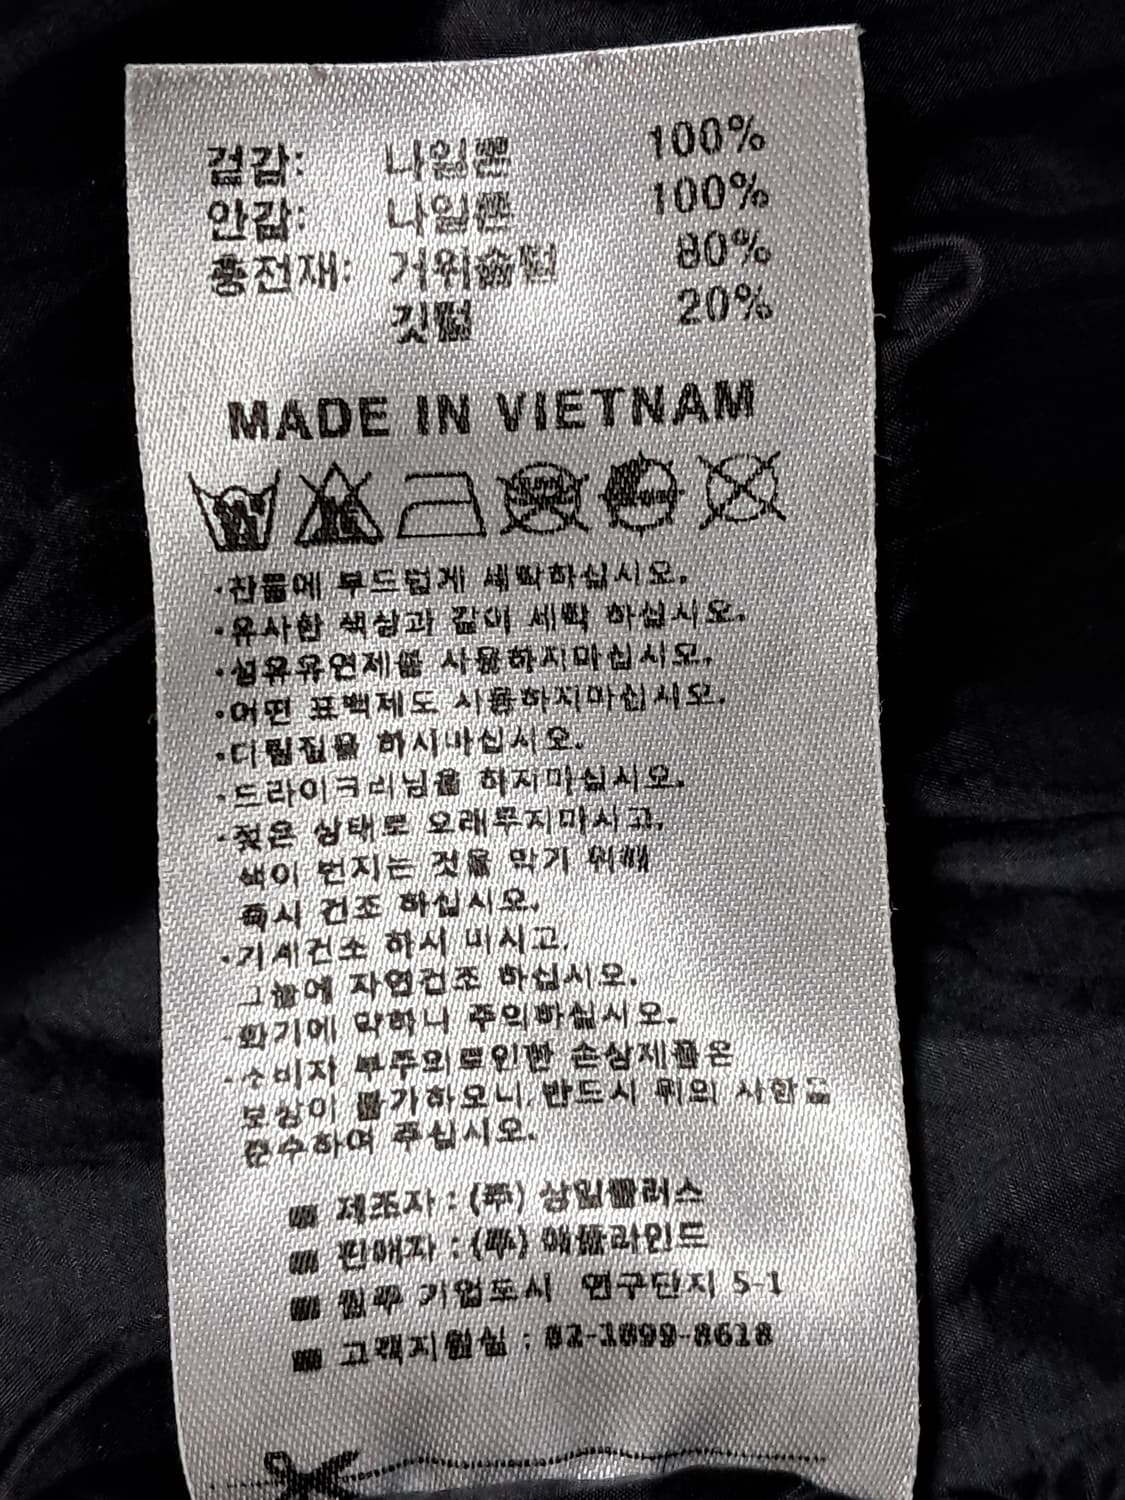 겉감: 나일론 100%
안감: 나일론 100%
충전재: 거위솜털 80%
깃털 20%
MADE IN VIETNAM
·찬물에 부드럽게 세탁하십시오.
·유사한 색상과 같이 세탁 하십시오.
·섬유유연제를 사용하지마십시오.
·어떤 표백제도 사용하지마십시오.
·다림질을 하지마십시오.
·드라이크리닝을 하지마십시오.
·젖은 상태로 오래두지마시고,
색이 번지는 것을 막기 위해
즉시 건조 하십시오.
·기계건조 하지 마시고,
그늘에 자연건조 하십시오.
·화기에 약하니 주의하십시오.
·소비자 부주의로인한 손상제품은
보상이 불가하오니, 반드시 위의 사항을
준수하여 주십시오.
■ 제조자 : (주)
■ 판매자 : (주)
■ 원주 기업도시 연구단지 5-1
■ 고객지원실 : 02-1899-8618